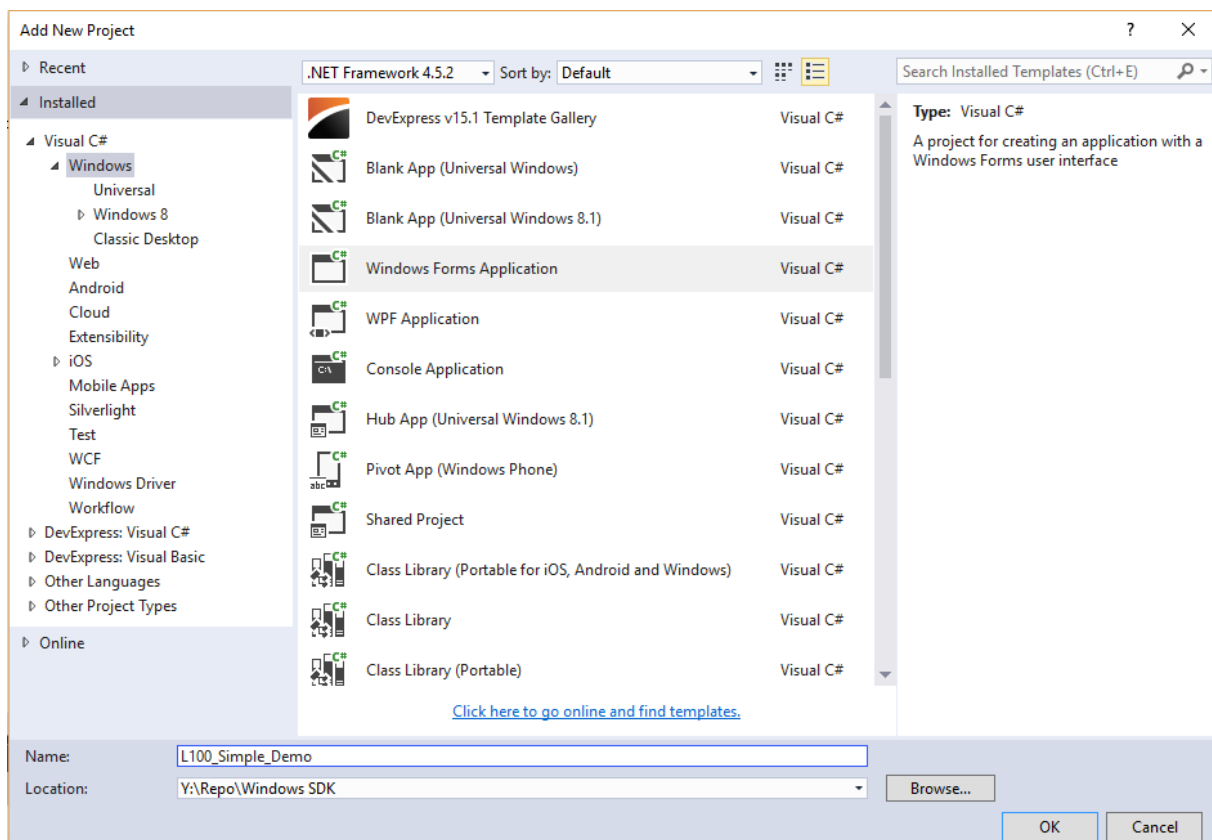 Add New Project
?
Recent
Installed
Visual C#
Windows
Universal
Windows 8
Classic Desktop
Web
Android
Cloud
Extensibility
iOS
Mobile Apps
Silverlight
Test
WCF
Windows Driver
Workflow
DevExpress: Visual C#
DevExpress: Visual Basic
Other Languages
Other Project Types
Online
.NET Framework 4.5.2 Sort by: Default
DevExpress v15.1 Template Gallery Visual C#
C# Blank App (Universal Windows) Visual C#
C# Blank App (Universal Windows 8.1) Visual C#
C# Windows Forms Application Visual C#
C# WPF Application Visual C#
C# C:\ Console Application Visual C#
C# Hub App (Universal Windows 8.1) Visual C#
C# abc Pivot App (Windows Phone) Visual C#
C# Shared Project Visual C#
C# Class Library (Portable for iOS, Android and Windows) Visual C#
C# Class Library Visual C#
C# Class Library (Portable) Visual C#
Click here to go online and find templates.
Search Installed Templates (Ctrl+E)
Type: Visual C#
A project for creating an application with a
Windows Forms user interface
Name: L100_Simple_Demo
Location: Y:\Repo\Windows SDK Browse...
OK Cancel